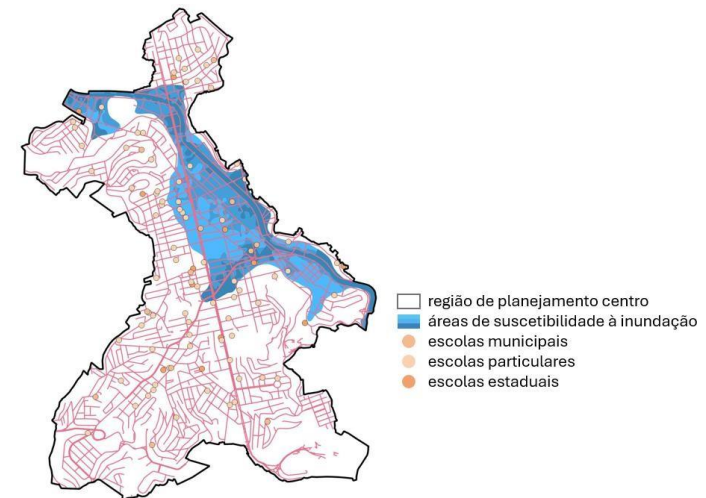 região de planejamento centro
áreas de suscetibilidade à inundação
escolas municipais
escolas particulares
escolas estaduais